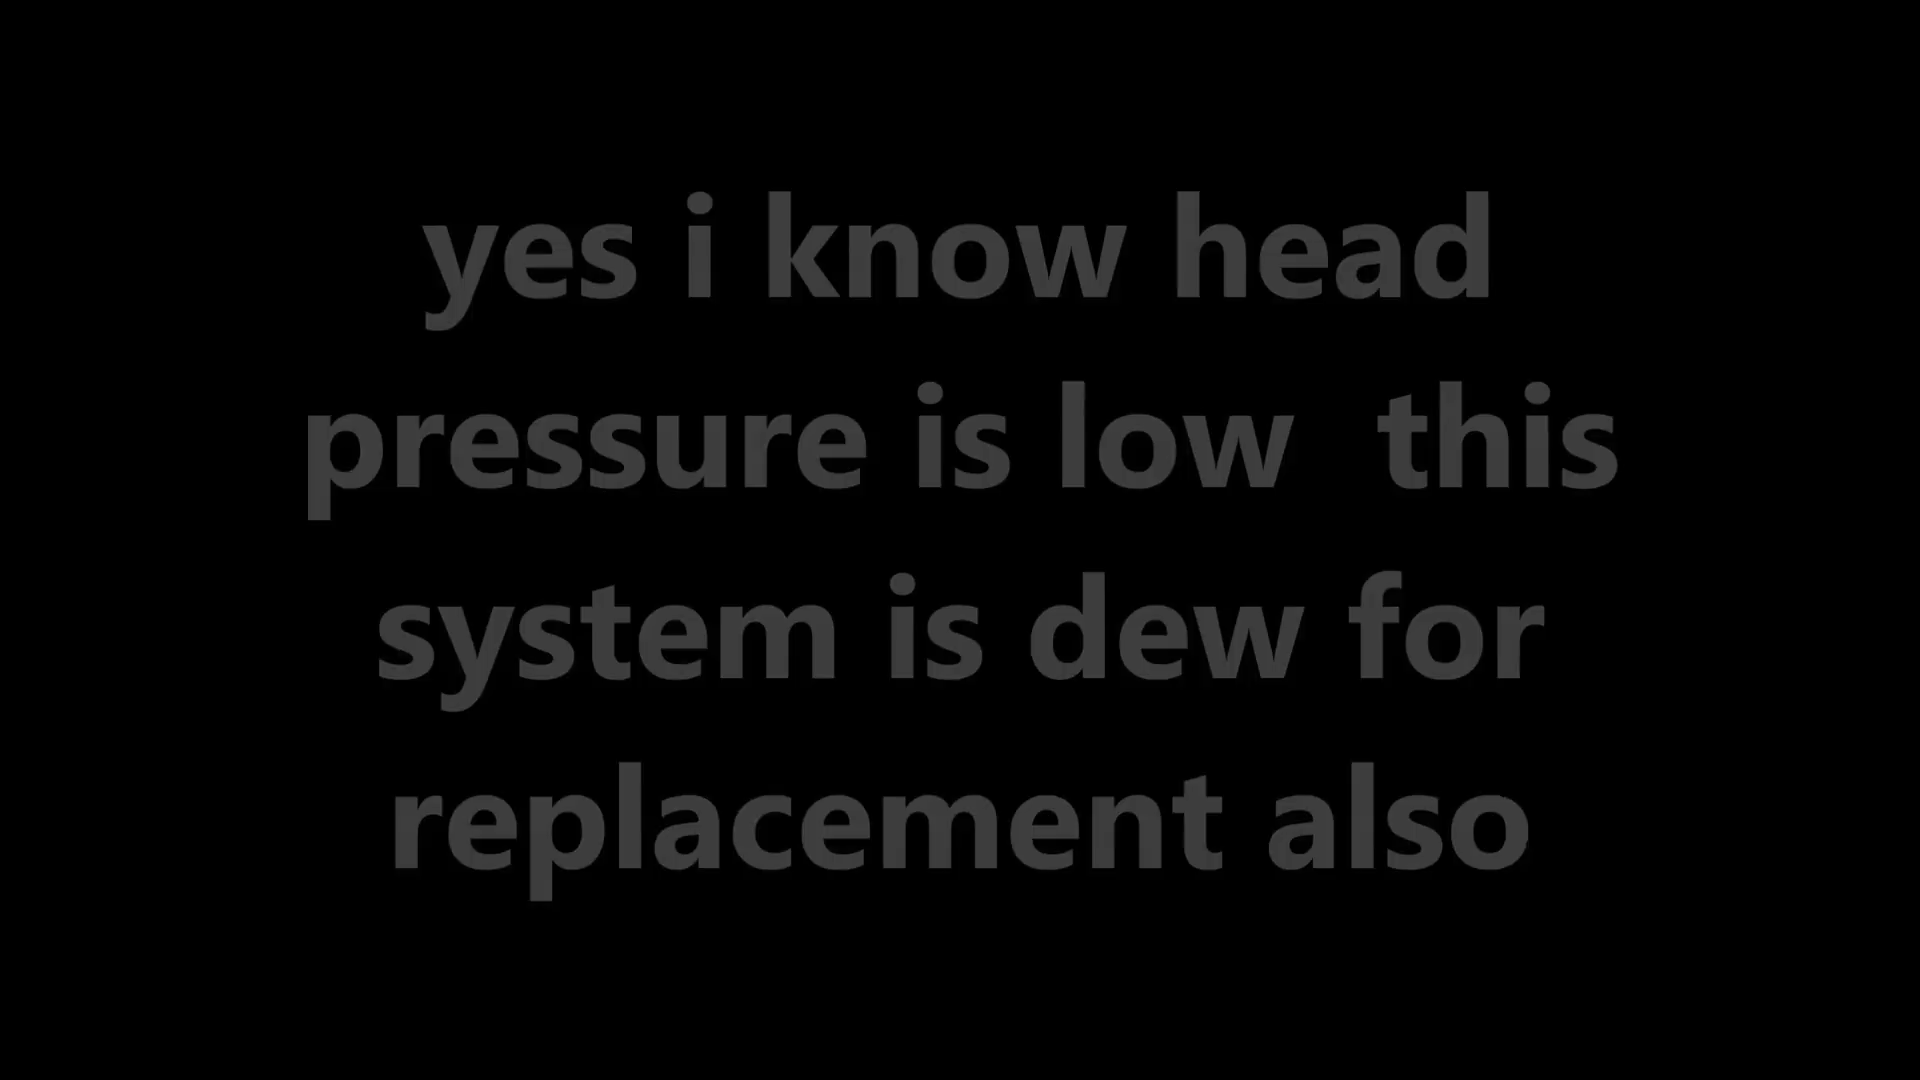 yes i know head
pressure is low  this
system is dew for
replacement also